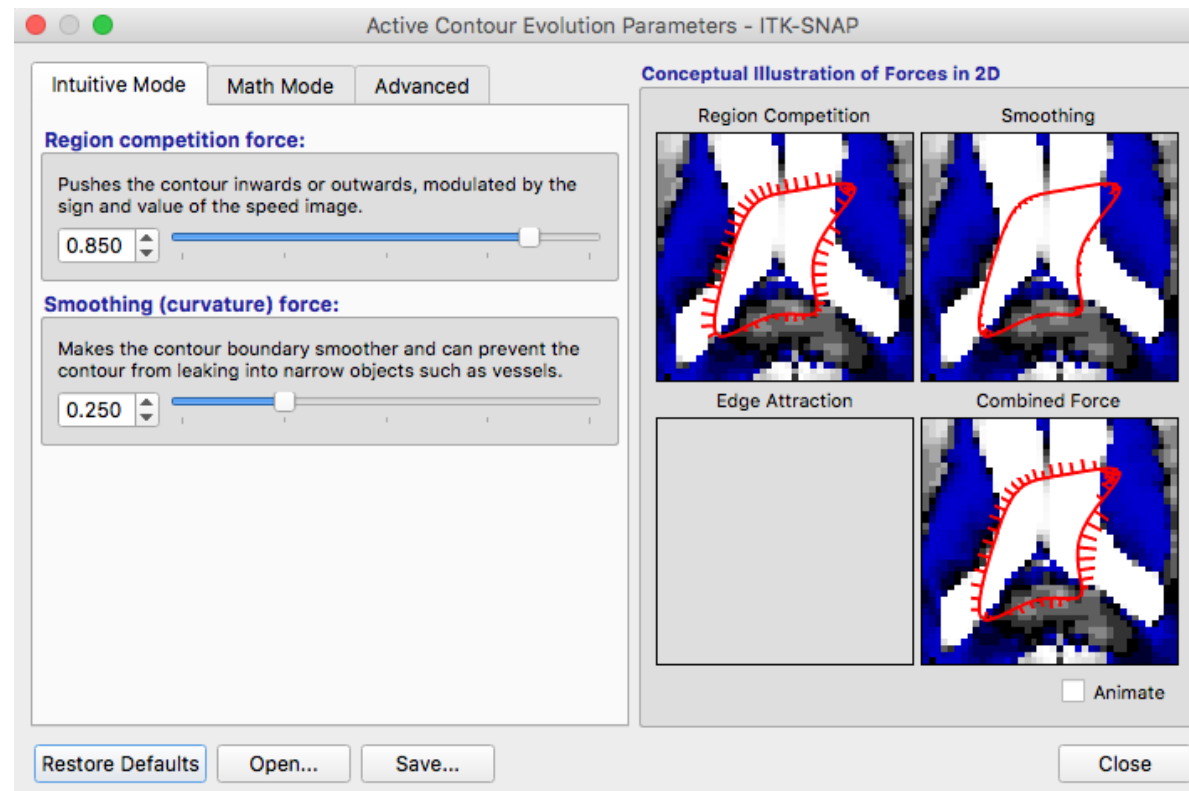 Active Contour Evolution Parameters - ITK-SNAP
Intuitive Mode
Math Mode
Advanced
Region competition force:
Pushes the contour inwards or outwards, modulated by the
sign and value of the speed image.
0.850
Smoothing (curvature) force:
Makes the contour boundary smoother and can prevent the
contour from leaking into narrow objects such as vessels.
0.250
Conceptual Illustration of Forces in 2D
Region Competition
Smoothing
Edge Attraction
Combined Force
Animate
Restore Defaults
Open...
Save...
Close